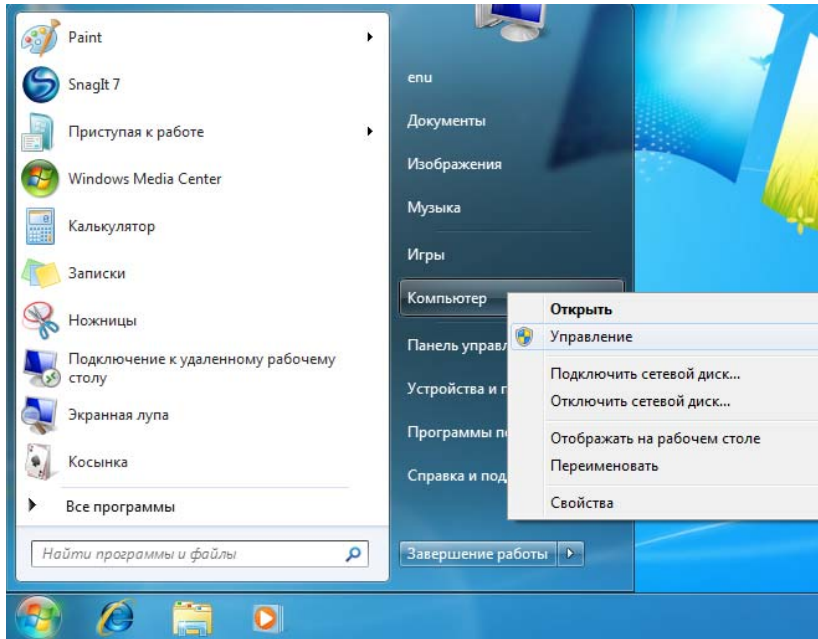 Paint
SnagIt 7
Приступая к работе
Windows Media Center
Калькулятор
Записки
Ножницы
Подключение к удаленному рабочему
столу
Экранная лупа
Косынка
Все программы
Найти программы и файлы
enu
Документы
Изображения
Музыка
Игры
Компьютер
Панель управл
Устройства и п
Программы по
Справка и под
Завершение работы
Открыть
Управление
Подключить сетевой диск...
Отключить сетевой диск...
Отображать на рабочем столе
Переименовать
Свойства